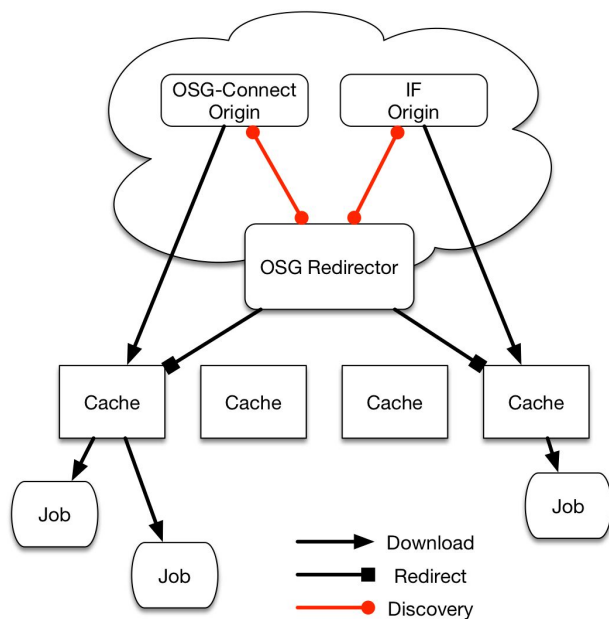 OSG-Connect
Origin
IF
Origin
OSG Redirector
Cache
Cache
Cache
Cache
Job
Job
Job
Download
Redirect
Discovery